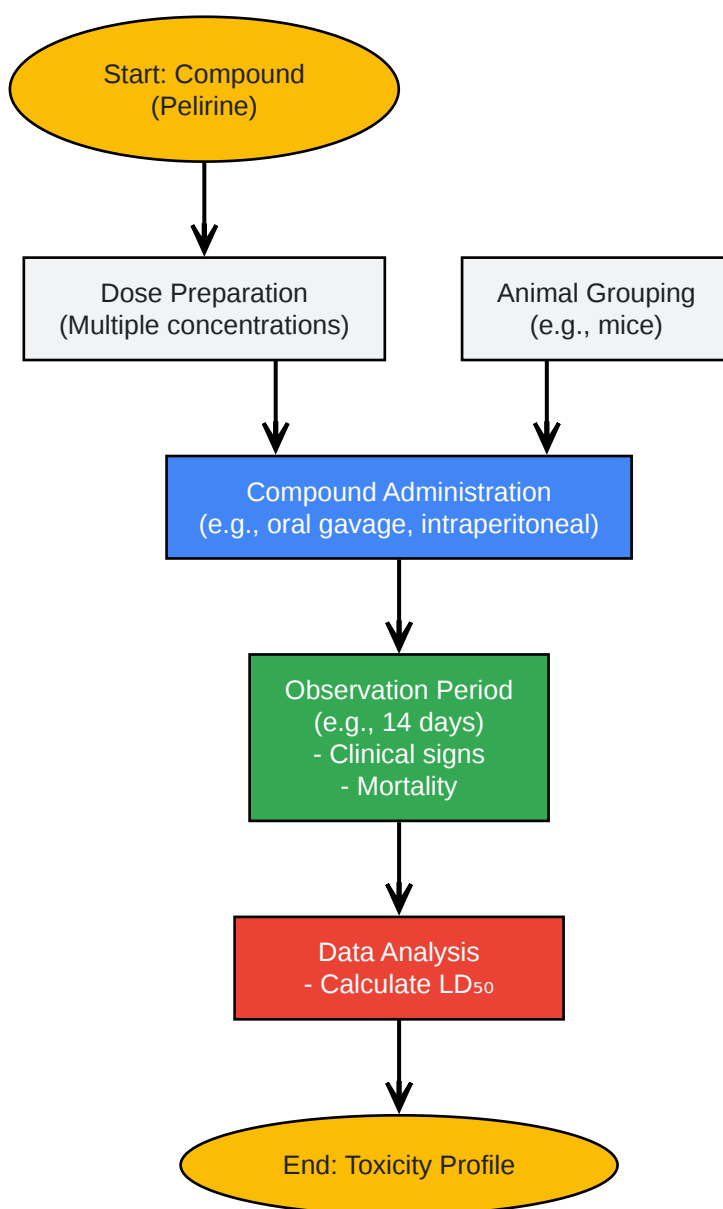 Start: Compound
(Pelirine)
Dose Preparation
(Multiple concentrations)
Animal Grouping
(e.g., mice)
Compound Administration
(e.g., oral gavage, intraperitoneal)
Observation Period
(e.g., 14 days)
- Clinical signs
- Mortality
Data Analysis
- Calculate LD₅₀
End: Toxicity Profile